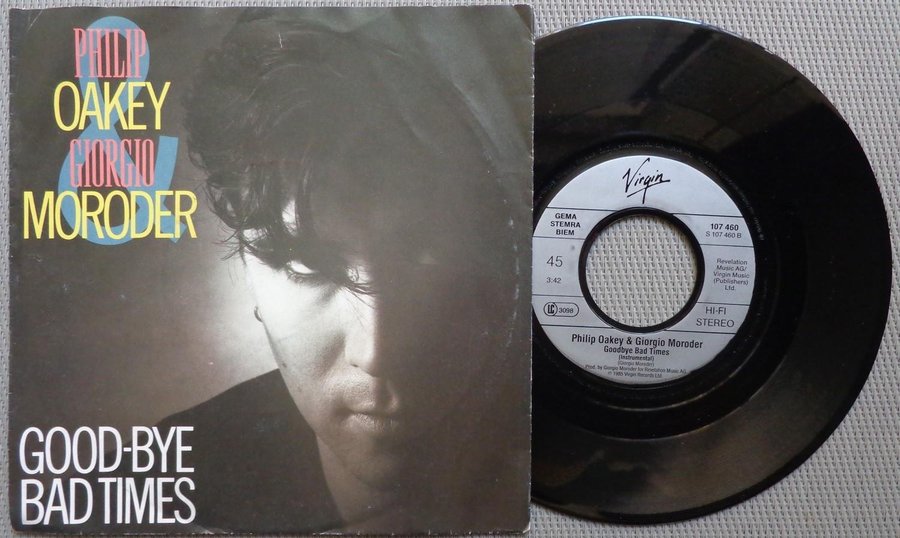 PHILIP
&
OAKEY
GIORGIO
MORODER
GOOD-BYE
BAD TIMES
Virgin
GEMA
STEMRA
BIEM
45
3:42
LC 3098
107 460
S 107 460 B
Revelation
Music AG/
Virgin Music
(Publishers)
Ltd.
HI-FI
STEREO
Philip Oakey & Giorgio Moroder
Goodbye Bad Times
(Instrumental)
(Giorgio Moroder)
Prod. by Giorgio Moroder for Revelation Music AG
℗ 1985 Virgin Records Ltd.